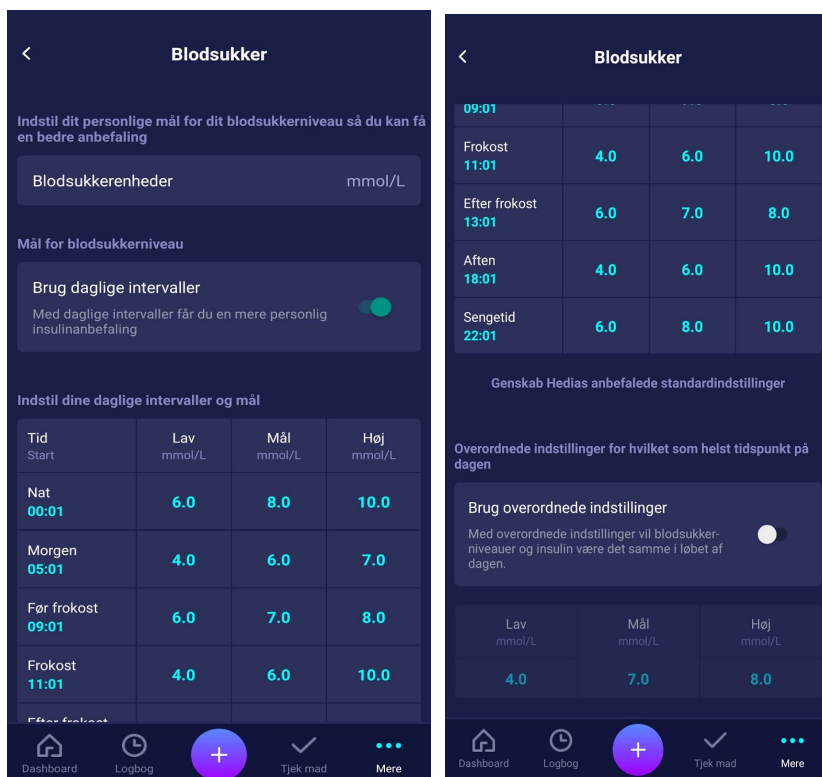 Blodsukker
Indstil dit personlige mål for dit blodsukkerniveau så du kan få
en bedre anbefaling
Blodsukkerenheder mmol/L
Mål for blodsukkerniveau
Brug daglige intervaller
Med daglige intervaller får du en mere personlig
insulinanbefaling
Indstil dine daglige intervaller og mål
Tid Lav Mål Høj
Start mmol/L mmol/L mmol/L
Nat
00:01 6.0 8.0 10.0
Morgen
05:01 4.0 6.0 7.0
Før frokost
09:01 6.0 7.0 8.0
Frokost
11:01 4.0 6.0 10.0
Efter frokost
Dashboard Logbog Tjek mad Mere
Blodsukker
09:01
Frokost
11:01 4.0 6.0 10.0
Efter frokost
13:01 6.0 7.0 8.0
Aften
18:01 4.0 6.0 10.0
Sengetid
22:01 6.0 8.0 10.0
Genskab Hedias anbefalede standardindstillinger
Overordnede indstillinger for hvilket som helst tidspunkt på
dagen
Brug overordnede indstillinger
Med overordnede indstillinger vil blodsukker-
niveauer og insulin være det samme i løbet af
dagen.
Lav Mål Høj
mmol/L mmol/L mmol/L
4.0 7.0 8.0
Dashboard Logbog Tjek mad Mere